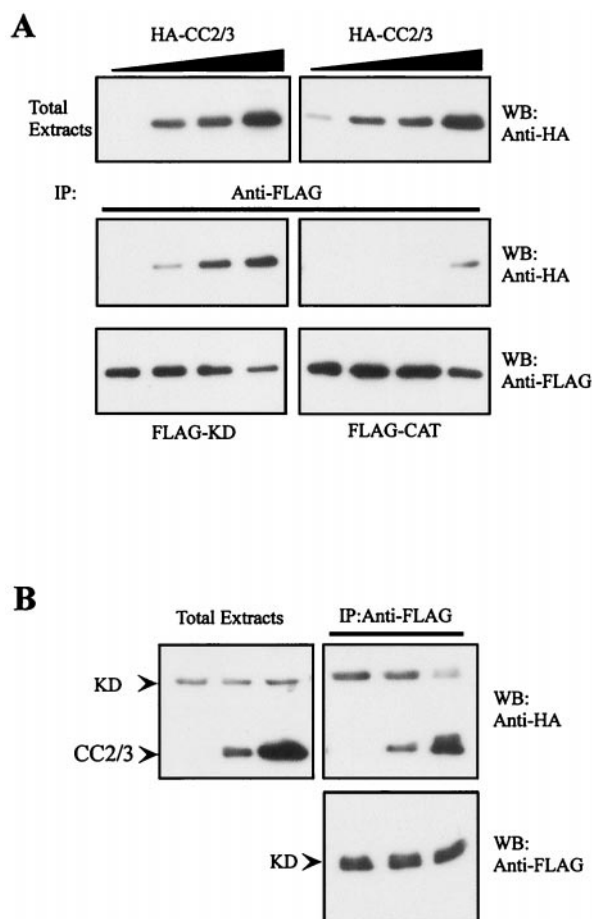 A
HA-CC2/3 HA-CC2/3
Total
Extracts
WB:
Anti-HA
IP: Anti-FLAG
WB:
Anti-HA
WB:
Anti-FLAG
FLAG-KD FLAG-CAT
B
Total Extracts IP:Anti-FLAG
KD
CC2/3
WB:
Anti-HA
KD
WB:
Anti-FLAG